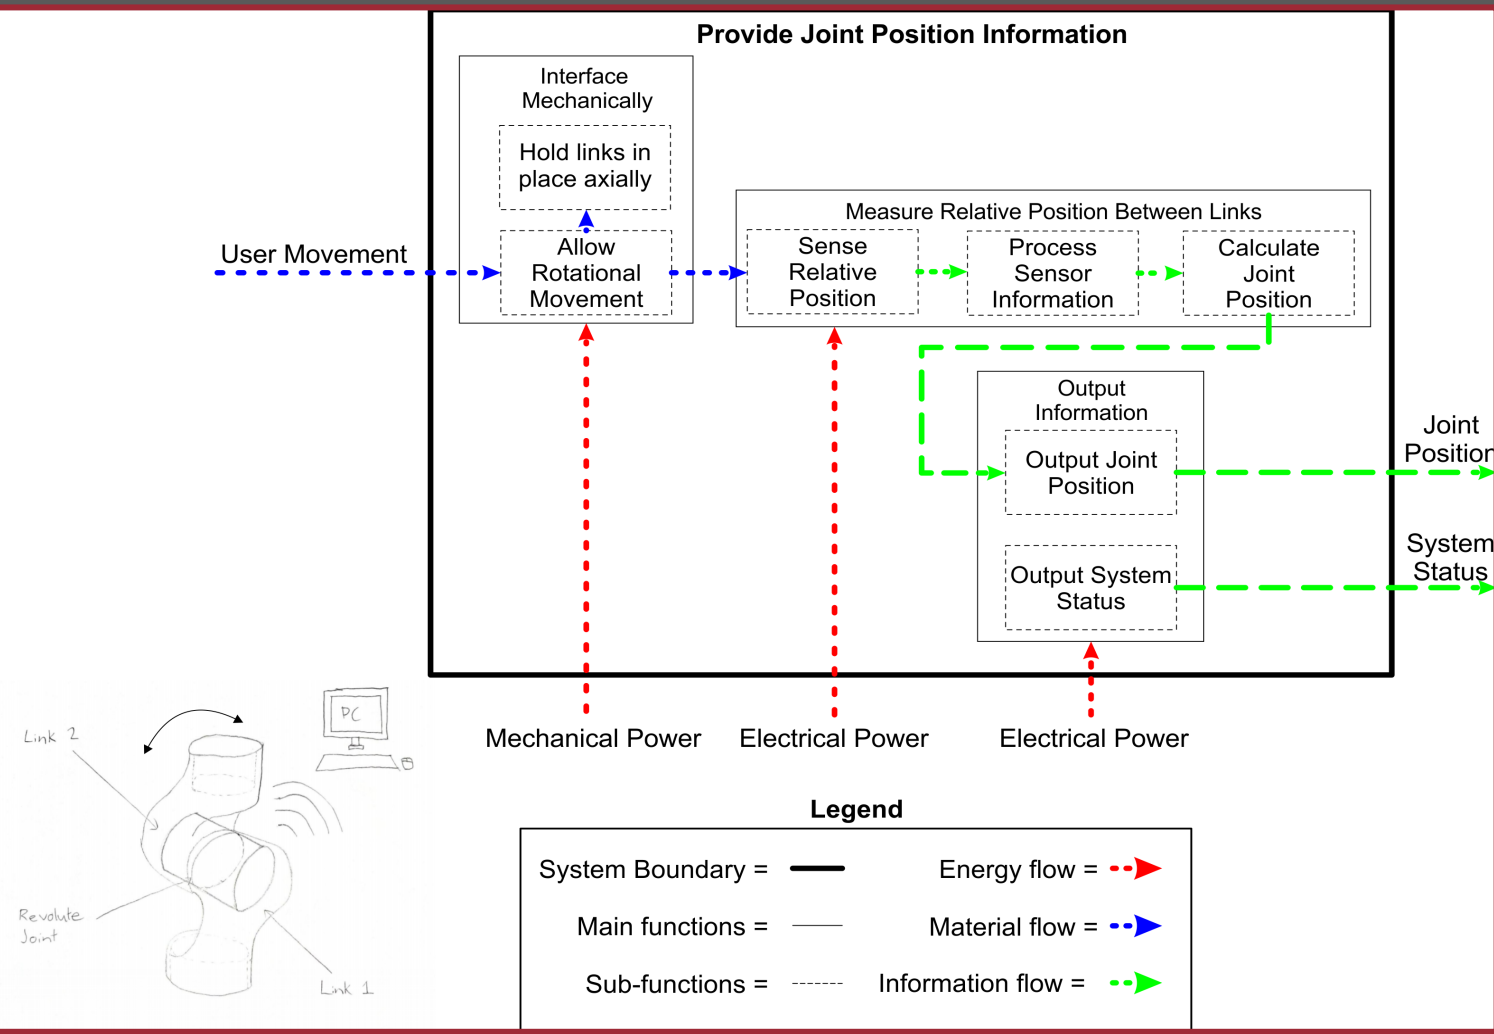 Provide Joint Position Information
Interface
Mechanically
Hold links in
place axially
Allow
Rotational
Movement
User Movement
Measure Relative Position Between Links
Sense
Relative
Position
Process
Sensor
Information
Calculate
Joint
Position
Output
Information
Output Joint
Position
Output System
Status
Joint
Position
System
Status
Mechanical Power
Electrical Power
Electrical Power
PC
Link 2
Revolute
Joint
Link 1
Legend
System Boundary =
Energy flow =
Main functions =
Material flow =
Sub-functions =
Information flow =